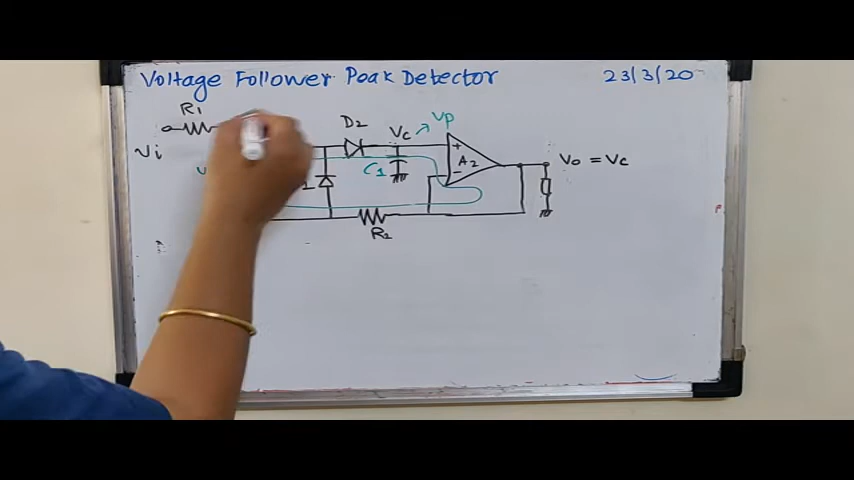 Voltage Follower Peak Detector
23/3/20
R1
D2
Vc
Vp
+
A2
-
C1
Vo = Vc
Vi
R2